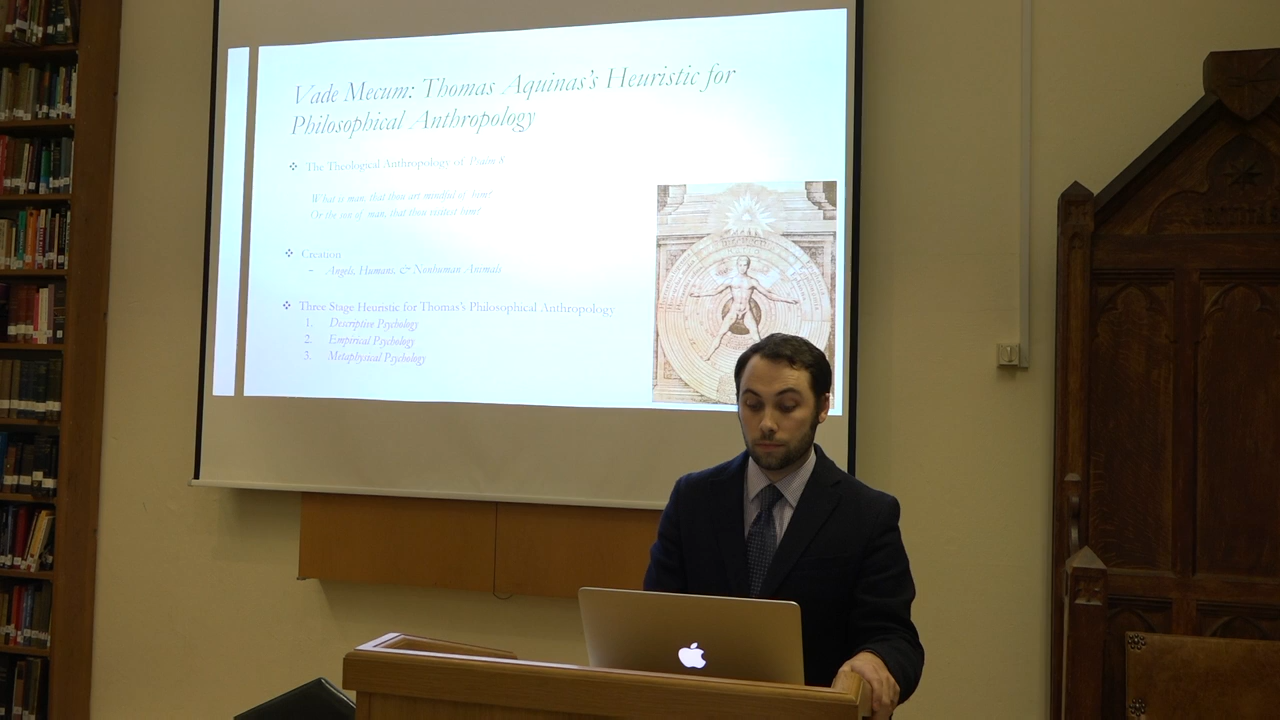 Vade Mecum: Thomas Aquinas's Heuristic for
Philosophical Anthropology
❖ The Theological Anthropology of Psalm 8
What is man, that thou art mindful of him?
Or the son of man, that thou visitest him?
❖ Creation
– Angels, Humans, & Nonhuman Animals
❖ Three Stage Heuristic for Thomas's Philosophical Anthropology
1. Descriptive Psychology
2. Empirical Psychology
3. Metaphysical Psychology